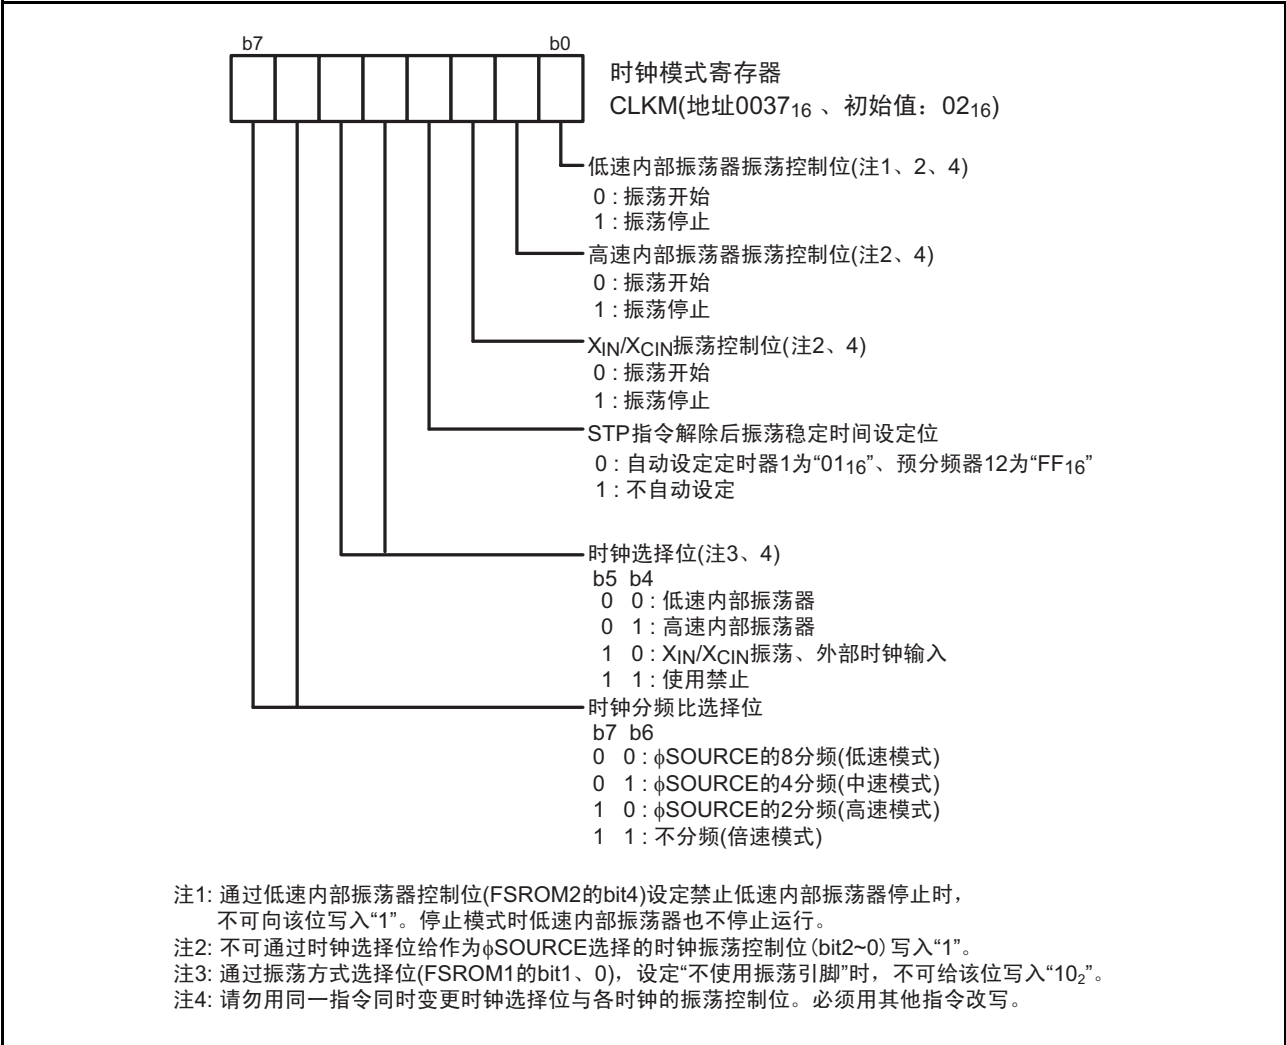 b7 b0
时钟模式寄存器
CLKM(地址0037₁₆ 、初始值：02₁₆)
低速内部振荡器振荡控制位(注1、2、4)
0 : 振荡开始
1 : 振荡停止
高速内部振荡器振荡控制位(注2、4)
0 : 振荡开始
1 : 振荡停止
XIN/XCIN振荡控制位(注2、4)
0 : 振荡开始
1 : 振荡停止
STP指令解除后振荡稳定时间设定位
0 : 自动设定定时器1为“01₁₆”、预分频器12为“FF₁₆”
1 : 不自动设定
时钟选择位(注3、4)
b5 b4
0 0 : 低速内部振荡器
0 1 : 高速内部振荡器
1 0 : XIN/XCIN振荡、外部时钟输入
1 1 : 使用禁止
时钟分频比选择位
b7 b6
0 0 : ϕSOURCE的8分频(低速模式)
0 1 : ϕSOURCE的4分频(中速模式)
1 0 : ϕSOURCE的2分频(高速模式)
1 1 : 不分频(倍速模式)
注1: 通过低速内部振荡器控制位(FSROM2的bit4)设定禁止低速内部振荡器停止时，
不可向该位写入“1”。停止模式时低速内部振荡器也不停止运行。
注2: 不可通过时钟选择位给作为ϕSOURCE选择的时钟振荡控制位（bit2~0）写入“1”。
注3: 通过振荡方式选择位(FSROM1的bit1、0)，设定“不使用振荡引脚”时，不可给该位写入“10₂”。
注4: 请勿用同一指令同时变更时钟选择位与各时钟的振荡控制位。必须用其他指令改写。